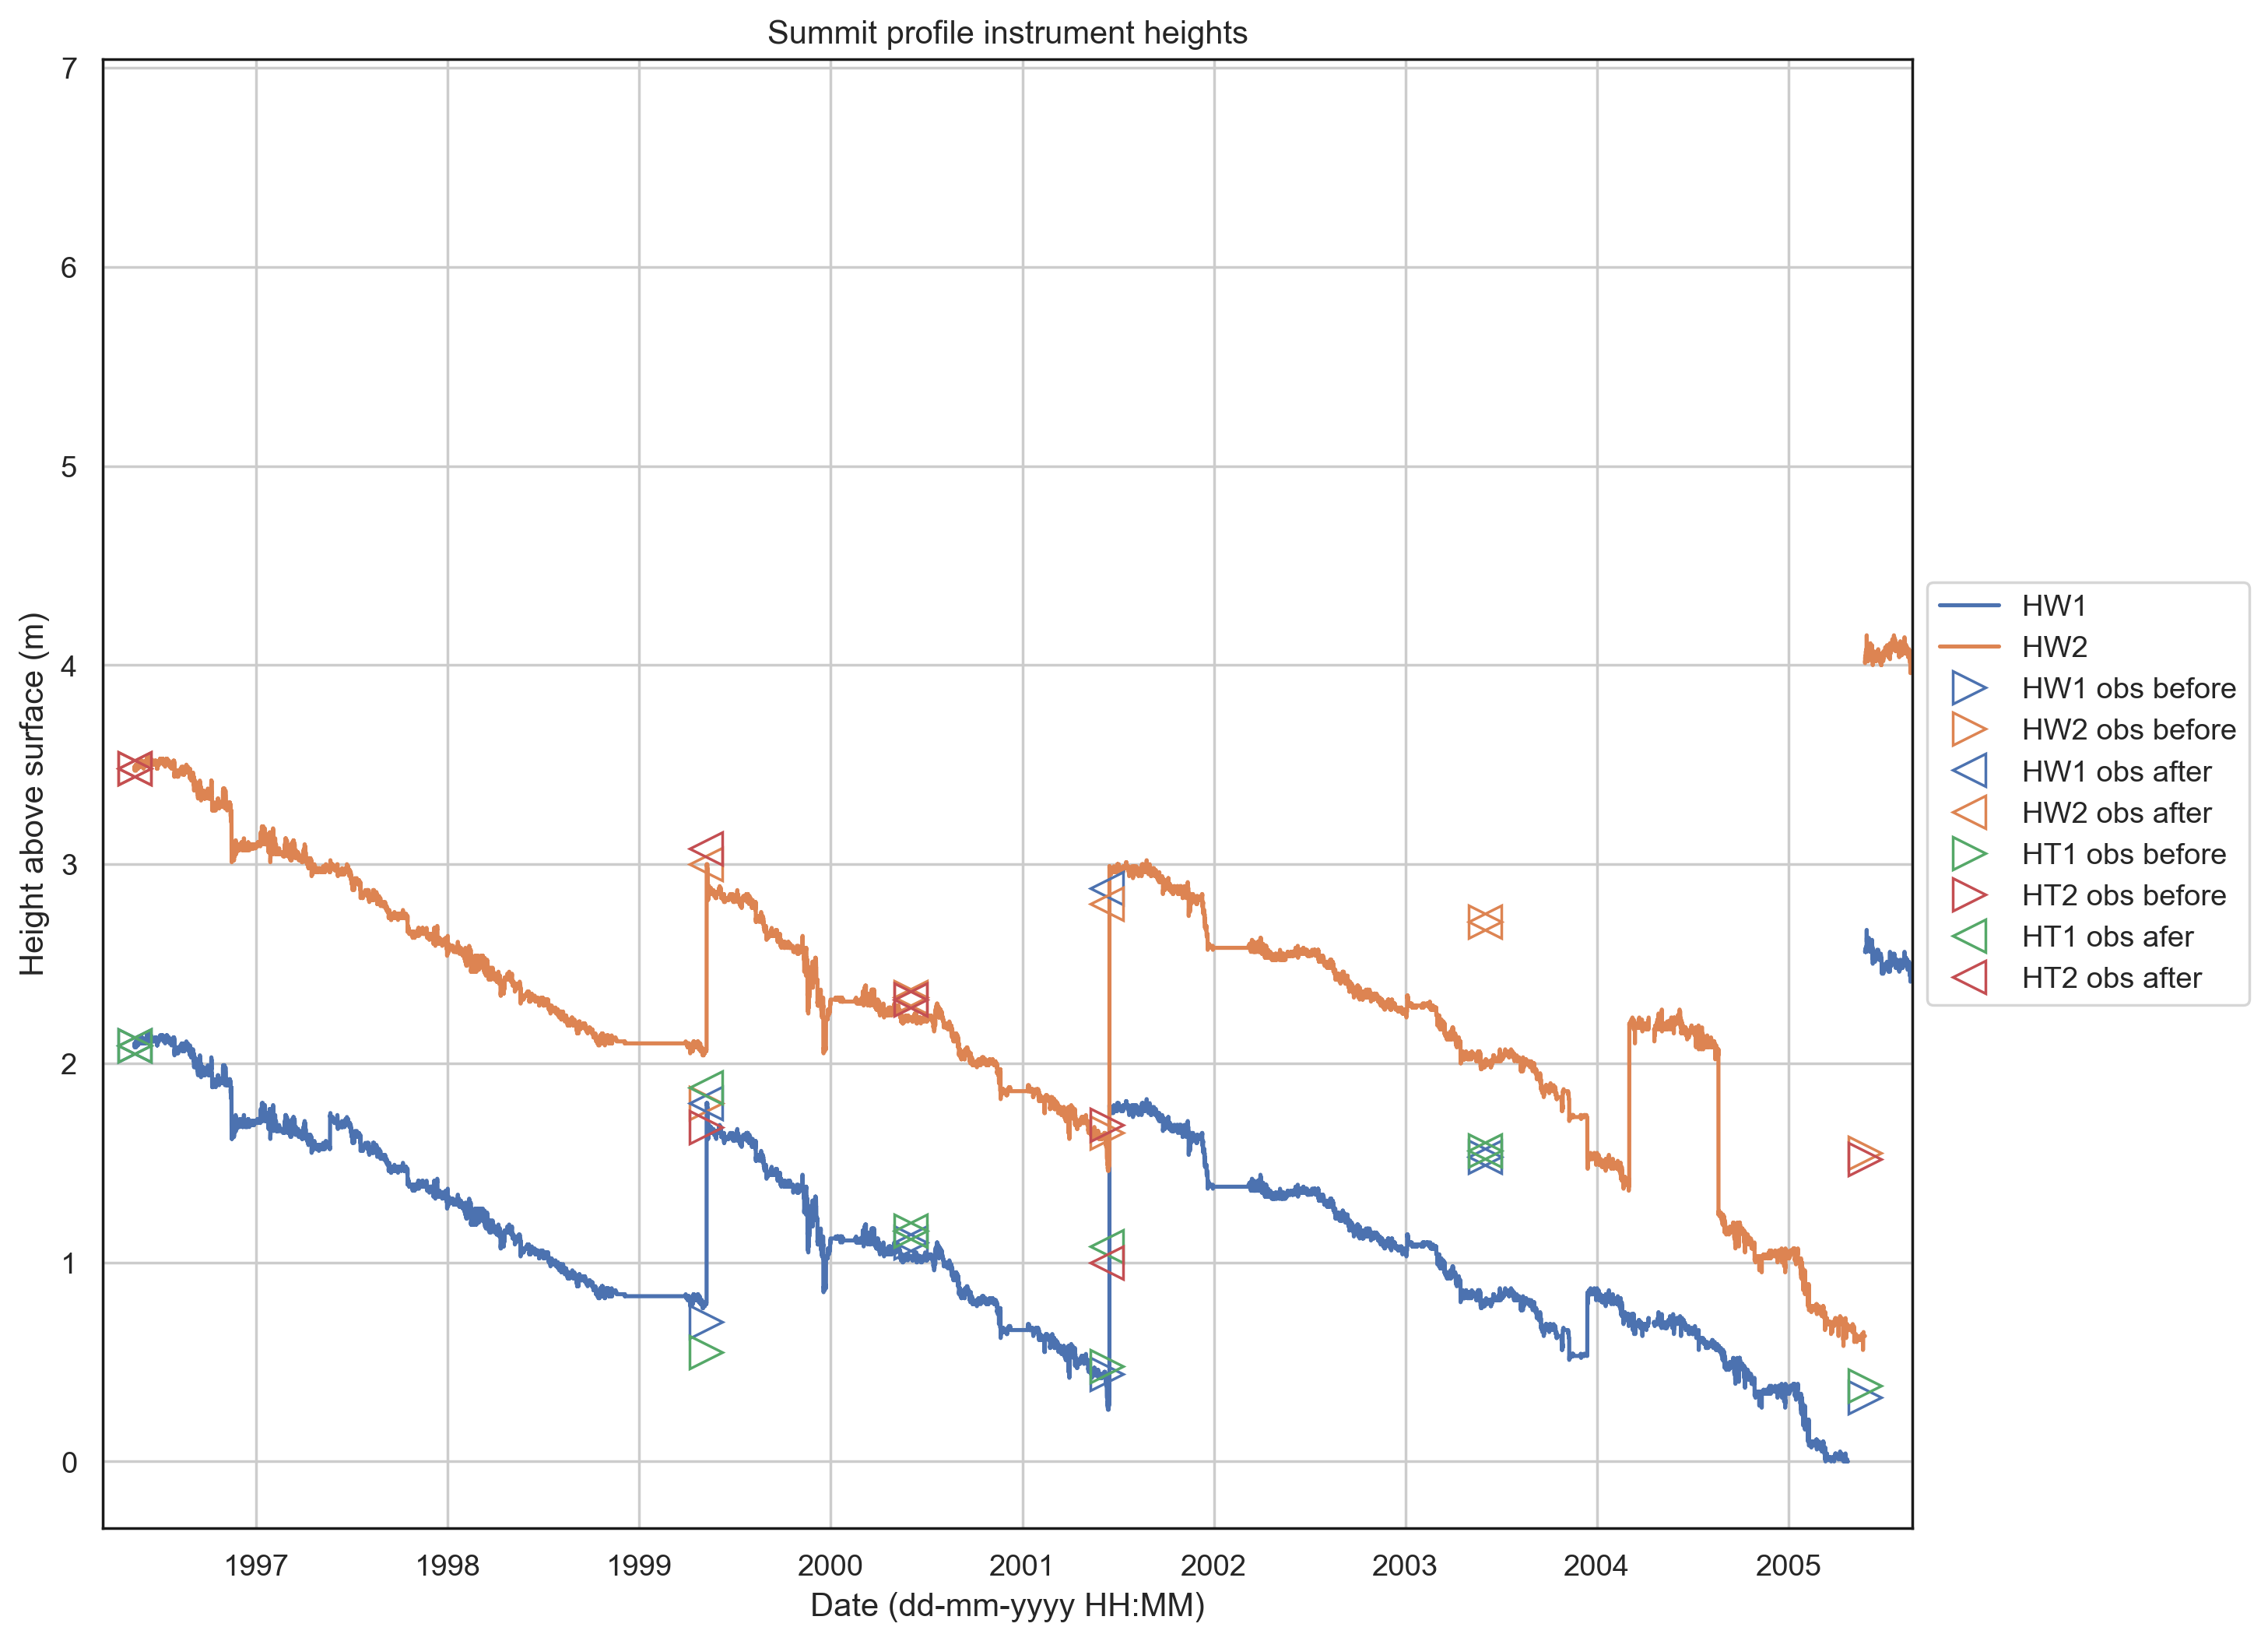 Summit profile instrument heights
7
6
5
4
3
2
1
0
Height above surface (m)
1997 1998 1999 2000 2001 2002 2003 2004 2005
Date (dd-mm-yyyy HH:MM)
HW1
HW2
HW1 obs before
HW2 obs before
HW1 obs after
HW2 obs after
HT1 obs before
HT2 obs before
HT1 obs afer
HT2 obs after